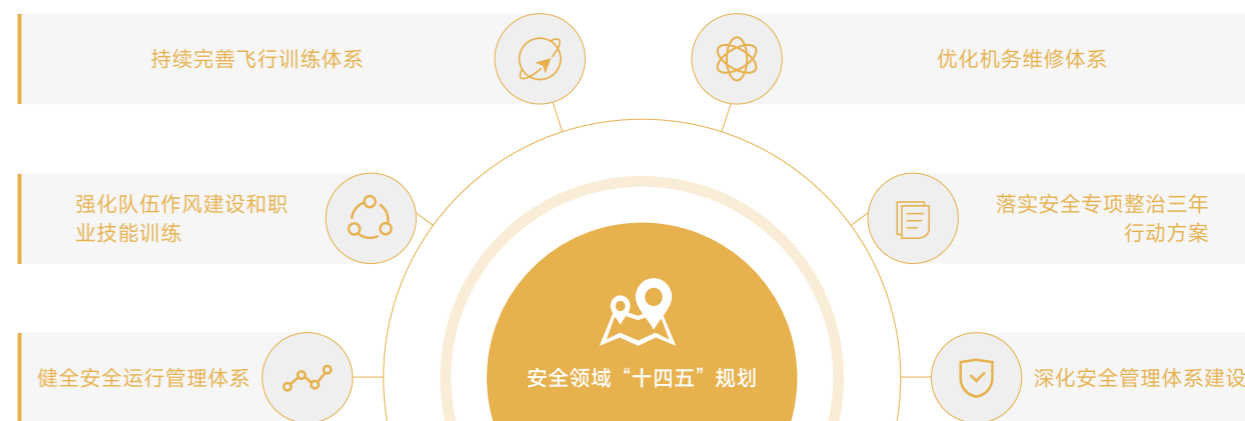 持续完善飞行训练体系
优化机务维修体系
强化队伍作风建设和职
业技能训练
落实安全专项整治三年
行动方案
健全安全运行管理体系
安全领域“十四五”规划
深化安全管理体系建设